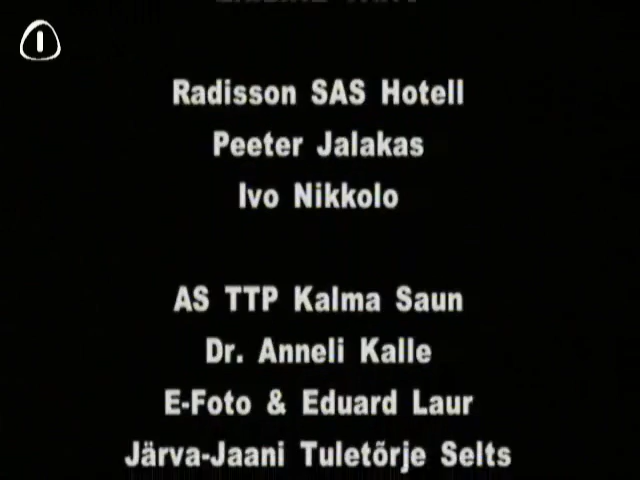 Radisson SAS Hotell
Peeter Jalakas
Ivo Nikkolo
AS TTP Kalma Saun
Dr. Anneli Kalle
E-Foto & Eduard Laur
Järva-Jaani Tuletõrje Selts